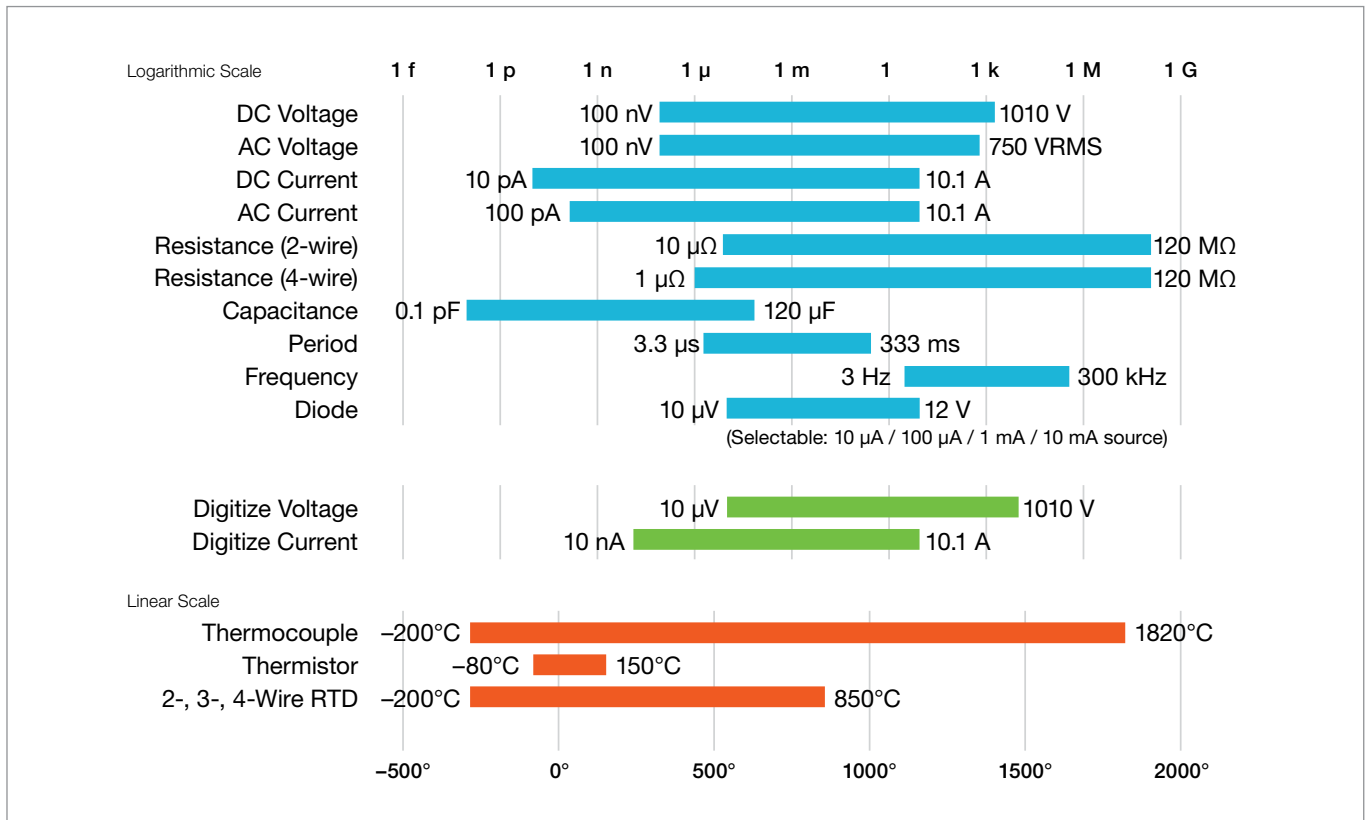 Logarithmic Scale 1 f 1 p 1 n 1 µ 1 m 1 1 k 1 M 1 G
DC Voltage 100 nV 1010 V
AC Voltage 100 nV 750 VRMS
DC Current 10 pA 10.1 A
AC Current 100 pA 10.1 A
Resistance (2-wire) 10 µΩ 120 MΩ
Resistance (4-wire) 1 µΩ 120 MΩ
Capacitance 0.1 pF 120 µF
Period 3.3 µs 333 ms
Frequency 3 Hz 300 kHz
Diode 10 µV 12 V
(Selectable: 10 µA / 100 µA / 1 mA / 10 mA source)
Digitize Voltage 10 µV 1010 V
Digitize Current 10 nA 10.1 A
Linear Scale
Thermocouple –200°C 1820°C
Thermistor –80°C 150°C
2-, 3-, 4-Wire RTD –200°C 850°C
–500° 0° 500° 1000° 1500° 2000°